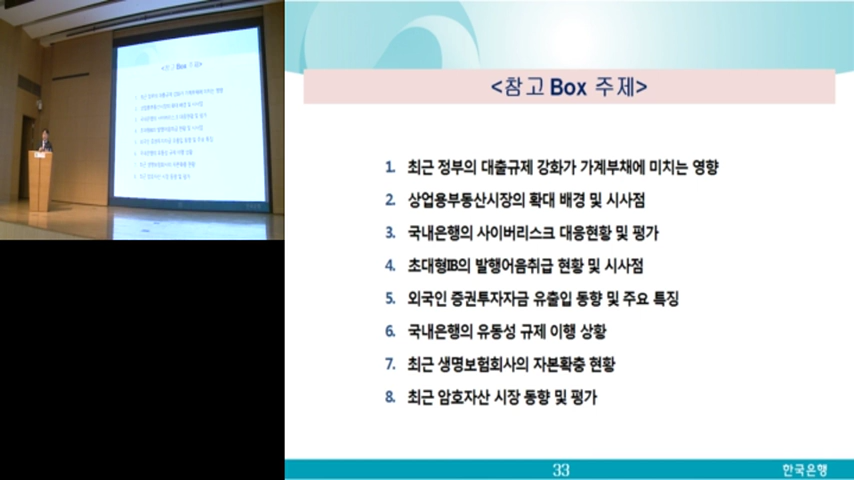 <참고 Box 주제>
1. 최근 정부의 대출규제 강화가 가계부채에 미치는 영향
2. 상업용부동산시장의 확대 배경 및 시사점
3. 국내은행의 사이버리스크 대응현황 및 평가
4. 초대형IB의 발행어음취급 현황 및 시사점
5. 외국인 증권투자자금 유출입 동향 및 주요 특징
6. 국내은행의 유동성 규제 이행 상황
7. 최근 생명보험회사의 자본확충 현황
8. 최근 암호자산 시장 동향 및 평가
33
한국은행
<참고 Box 주제>